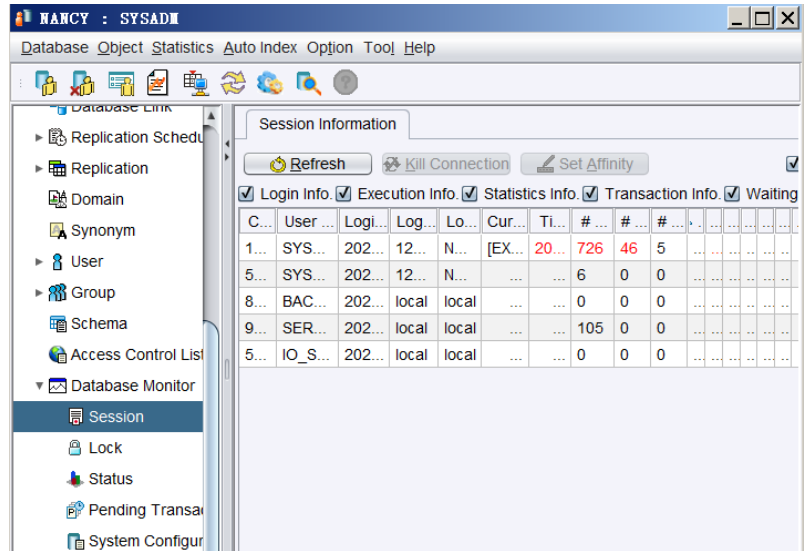 NANCY : SYSADM
Database Object Statistics Auto Index Option Tool Help
Database Link
Replication Schedu
Replication
Domain
Synonym
User
Group
Schema
Access Control List
Database Monitor
Session
Lock
Status
Pending Transa
System Configur
Session Information
Refresh Kill Connection Set Affinity
Login Info. Execution Info. Statistics Info. Transaction Info. Waiting
C... User ... Logi... Log... Lo... Cur... Ti... # ... # ... # ...
1... SYS... 202... 12... N... [EX... 20... 726 46 5 ... ... ... ... ... ...
5... SYS... 202... 12... N... ... ... 6 0 0 ... ... ... ... ... ...
8... BAC... 202... local local ... ... 0 0 0 ... ... ... ... ... ...
9... SER... 202... local local ... ... 105 0 0 ... ... ... ... ... ...
5... IO_S... 202... local local ... ... 0 0 0 ... ... ... ... ... ...